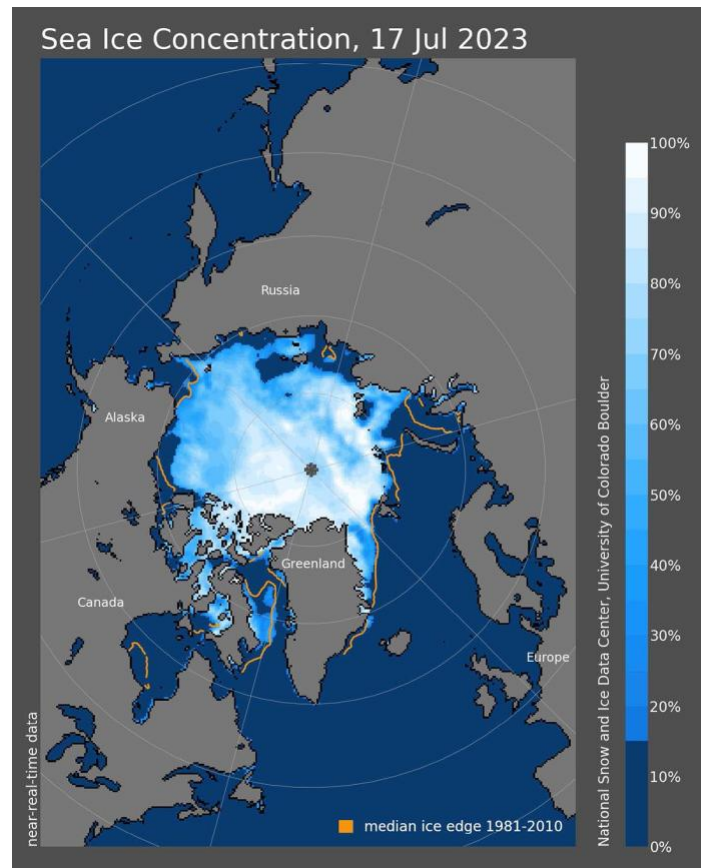 Sea Ice Concentration, 17 Jul 2023
Russia
Alaska
Greenland
Canada
Europe
near-real-time data
median ice edge 1981-2010
100%
90%
80%
70%
60%
50%
40%
30%
20%
10%
0%
National Snow and Ice Data Center, University of Colorado Boulder